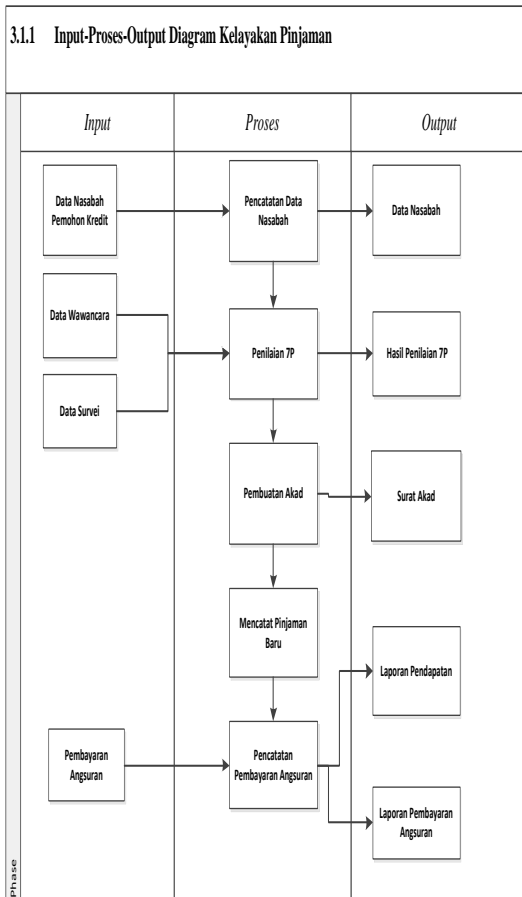 3.1.1 Input-Proses-Output Diagram Kelayakan Pinjaman
Input
Proses
Output
Data Nasabah
Pemohon Kredit
Pencatatan Data
Nasabah
Data Nasabah
Data Wawancara
Penilaian 7P
Hasil Penilaian 7P
Data Survei
Pembuatan Akad
Surat Akad
Mencatat Pinjaman
Baru
Laporan Pendapatan
Pembayaran
Angsuran
Pencatatan
Pembayaran Angsuran
Laporan Pembayaran
Angsuran
Phase